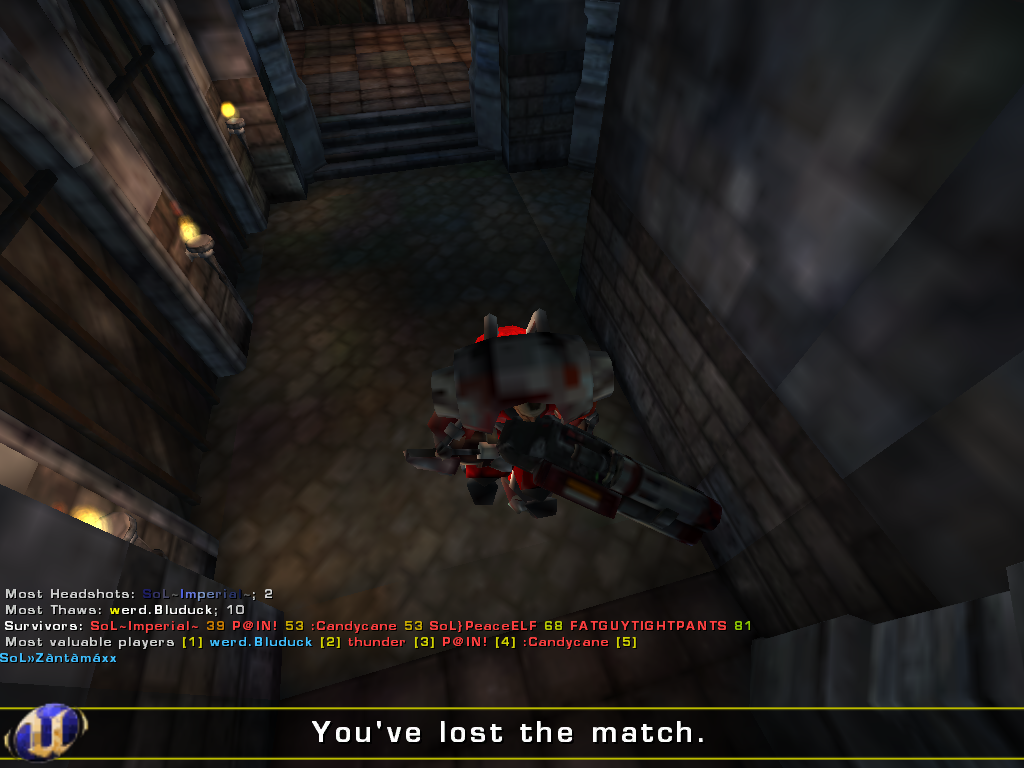 Most Headshots: SoL~Imperial~; 2
Most Thaws: werd.Bluduck; 10
Survivors: SoL~Imperial~ 39 P@IN! 53 :Candycane 53 SoL}PeaceELF 68 FATGUYTIGHTPANTS 81
Most valuable players [1] werd.Bluduck [2] thunder [3] P@IN! [4] :Candycane [5]
SoL»Zàntàmáxx
You've lost the match.